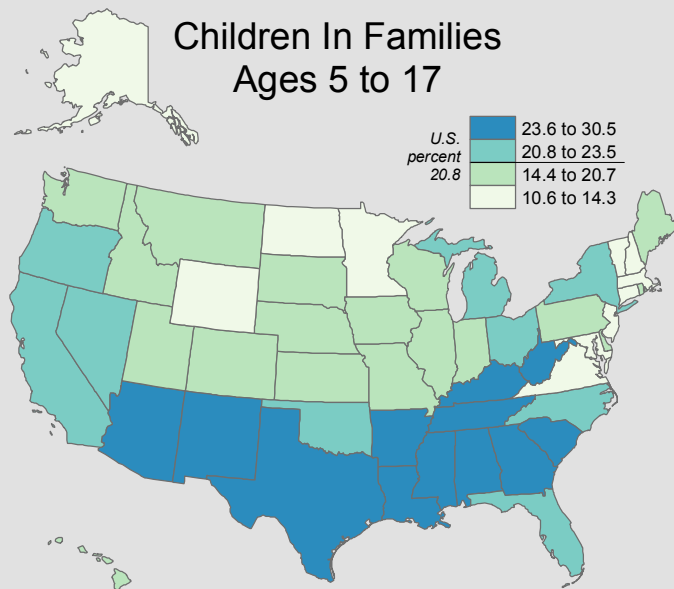 Children In Families
Ages 5 to 17
U.S.
percent
20.8
23.6 to 30.5
20.8 to 23.5
14.4 to 20.7
10.6 to 14.3